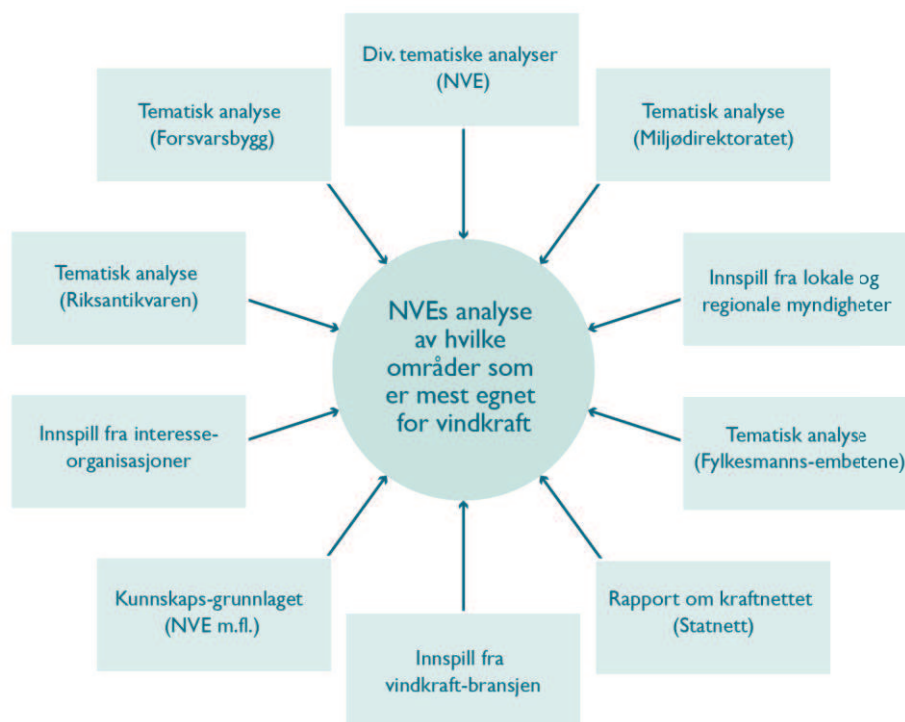 Div. tematiske analyser
(NVE)
Tematisk analyse
(Forsvarsbygg)
Tematisk analyse
(Miljødirektoratet)
Tematisk analyse
(Riksantikvaren)
Innspill fra lokale og
regionale myndigheter
NVEs analyse
av hvilke
områder som
er mest egnet
for vindkraft
Innspill fra interesse-
organisasjoner
Tematisk analyse
(Fylkesmanns-embetene)
Kunnskaps-grunnlaget
(NVE m.fl.)
Rapport om kraftnettet
(Statnett)
Innspill fra
vindkraft-bransjen